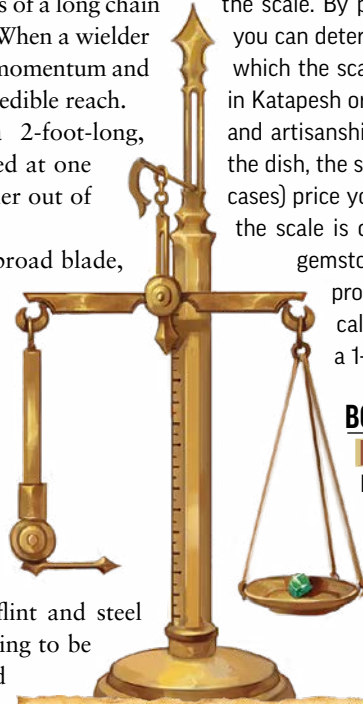 s of a long chain
When a wielder
momentum and
edible reach.
2-foot-long,
ed at one
er out of
broad blade,
flint and steel
ing to be
the scale. By p
you can deter
which the sca
in Katapesh or
and artisanshi
the dish, the s
cases) price yo
the scale is c
gemsto
pro
cal
a 1-